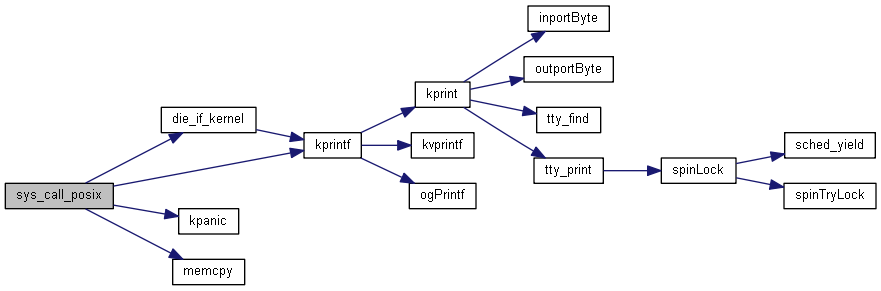 sys_call_posix
die_if_kernel
kpanic
memcpy
kprintf
kprint
kvprintf
ogPrintf
inportByte
outportByte
tty_find
tty_print
spinLock
sched_yield
spinTryLock